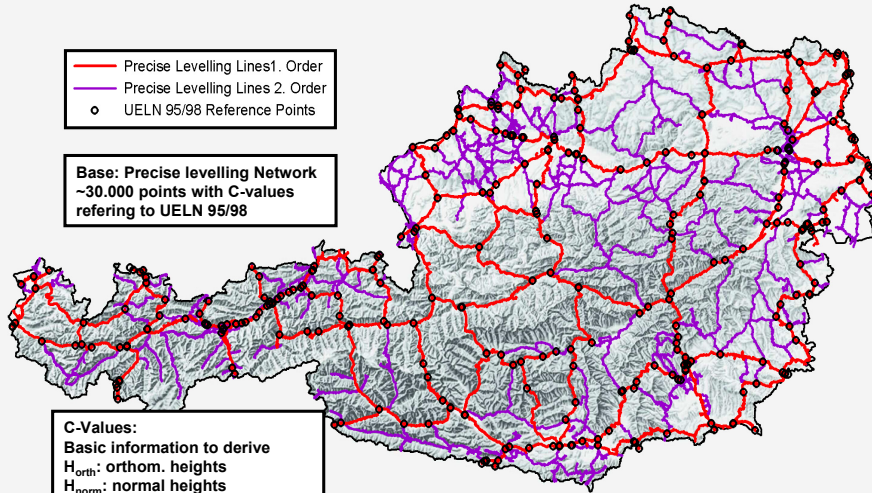 Precise Levelling Lines1. Order
Precise Levelling Lines 2. Order
UELN 95/98 Reference Points
Base: Precise levelling Network
~30.000 points with C-values
refering to UELN 95/98
C-Values:
Basic information to derive
Horth: orthom. heights
Hnorm: normal heights